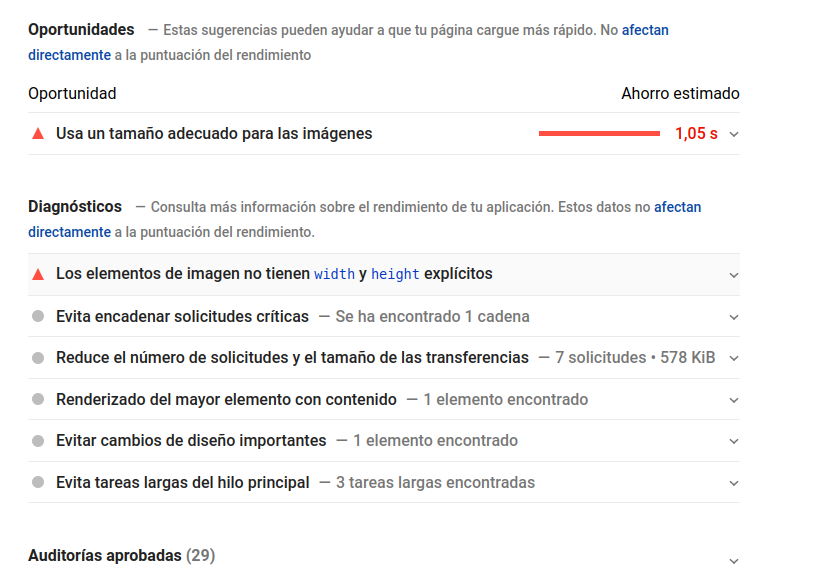 Oportunidades — Estas sugerencias pueden ayudar a que tu página cargue más rápido. No afectan
directamente a la puntuación del rendimiento
Oportunidad Ahorro estimado
Usa un tamaño adecuado para las imágenes 1,05 s
Diagnósticos — Consulta más información sobre el rendimiento de tu aplicación. Estos datos no afectan
directamente a la puntuación del rendimiento.
Los elementos de imagen no tienen width y height explícitos
Evita encadenar solicitudes críticas — Se ha encontrado 1 cadena
Reduce el número de solicitudes y el tamaño de las transferencias — 7 solicitudes • 578 KiB
Renderizado del mayor elemento con contenido — 1 elemento encontrado
Evitar cambios de diseño importantes — 1 elemento encontrado
Evita tareas largas del hilo principal — 3 tareas largas encontradas
Auditorías aprobadas (29)